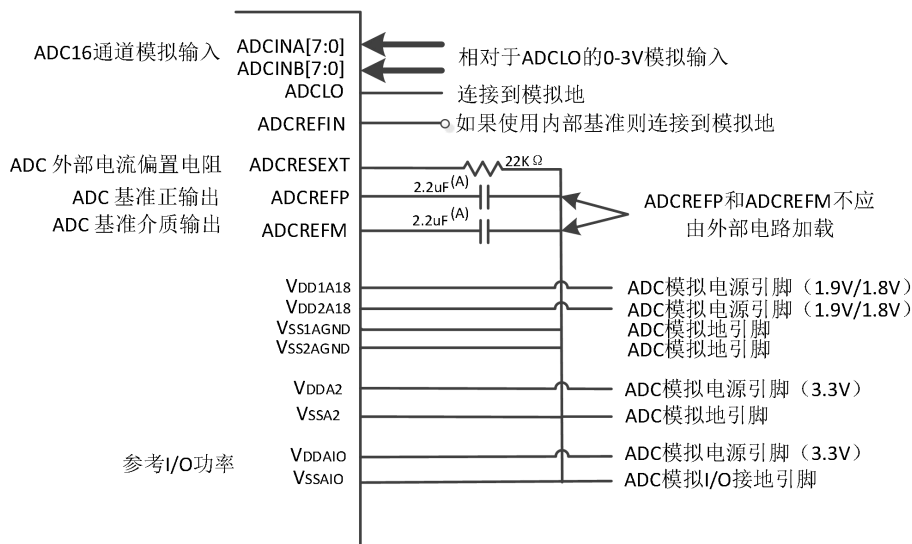 ADC16通道模拟输入
ADCINA[7:0]
ADCINB[7:0]
相对于ADCLO的0-3V模拟输入
ADCLO
连接到模拟地
ADCREFIN
如果使用内部基准则连接到模拟地
ADC 外部电流偏置电阻
ADCRESEXT
22KΩ
ADC 基准正输出
ADCREFP
2.2uF(A)
ADC 基准介质输出
ADCREFM
2.2uF(A)
ADCREFP和ADCREFM不应
由外部电路加载
VDD1A18
ADC模拟电源引脚（1.9V/1.8V）
VDD2A18
ADC模拟电源引脚（1.9V/1.8V）
VSS1AGND
ADC模拟地引脚
VSS2AGND
ADC模拟地引脚
VDDA2
ADC模拟电源引脚（3.3V）
VSSA2
ADC模拟地引脚
参考I/O功率
VDDAIO
ADC模拟电源引脚（3.3V）
VSSAIO
ADC模拟I/O接地引脚